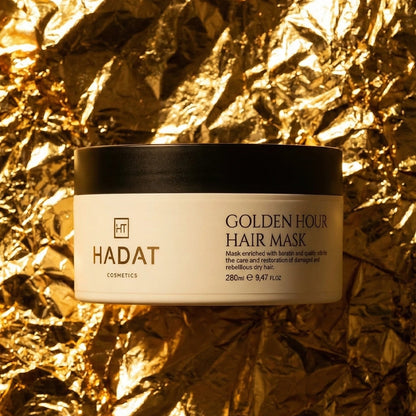 HT
HADAT
COSMETICS
GOLDEN HOUR
HAIR MASK
Mask enriched with keratin and quality oils for
the care and restoration of damaged and
rebellious dry hair.
280ml ℮ 9,47 FL.OZ